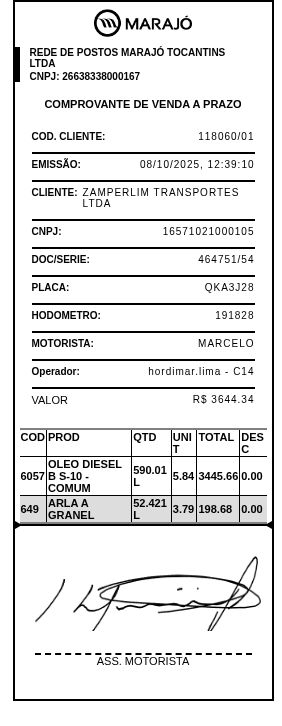 MARAJÓ
REDE DE POSTOS MARAJÓ TOCANTINS
LTDA
CNPJ: 26638338000167
COMPROVANTE DE VENDA A PRAZO
COD. CLIENTE: 118060/01
EMISSÃO: 08/10/2025, 12:39:10
CLIENTE: ZAMPERLIM TRANSPORTES
LTDA
CNPJ: 16571021000105
DOC/SERIE: 464751/54
PLACA: QKA3J28
HODOMETRO: 191828
MOTORISTA: MARCELO
Operador: hordimar.lima - C14
VALOR R$ 3644.34
COD PROD QTD UNI TOTAL DES
T C
OLEO DIESEL 590.01
6057 B S-10 - L 5.84 3445.66 0.00
COMUM
649 ARLA A 52.421 3.79 198.68 0.00
GRANEL L
ASS. MOTORISTA